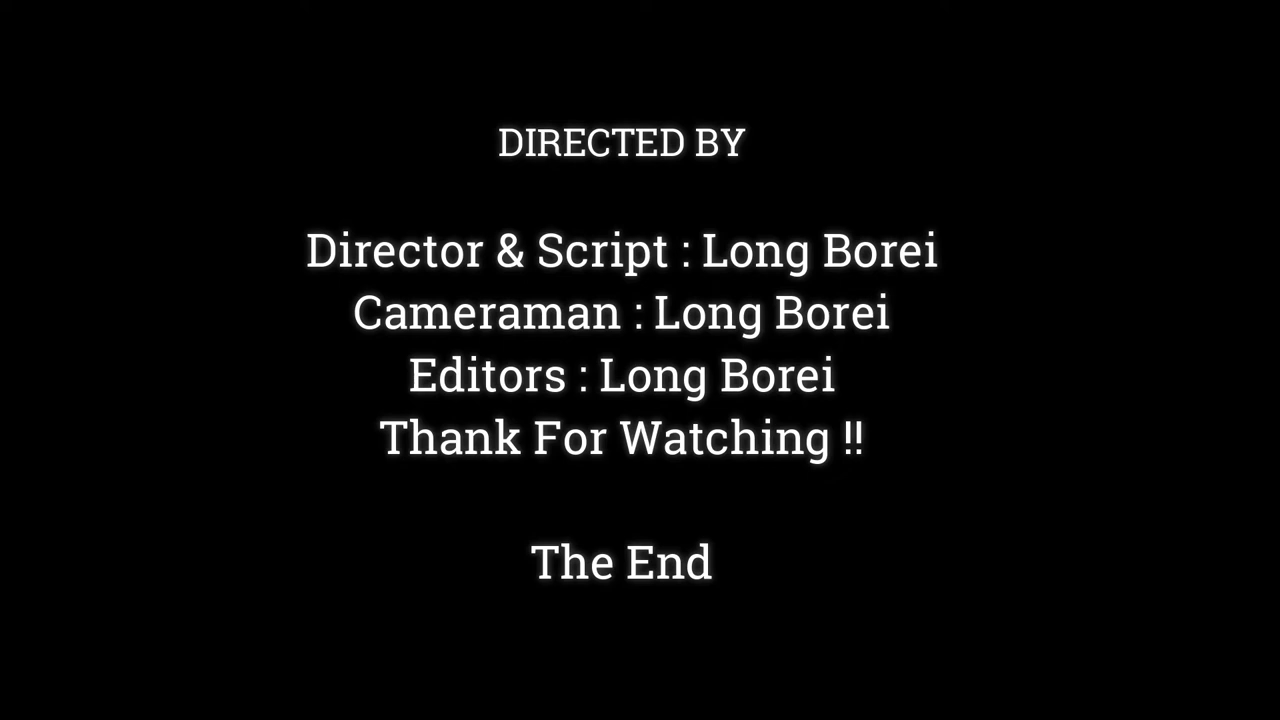 DIRECTED BY
Director & Script : Long Borei
Cameraman : Long Borei
Editors : Long Borei
Thank For Watching !!
The End